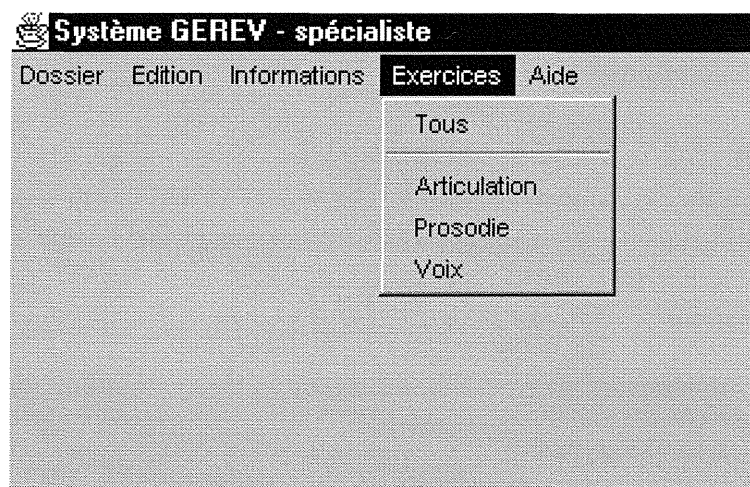 Système GEREV - spécialiste
Dossier Edition Informations Exercices Aide
Tous
Articulation
Prosodie
Voix